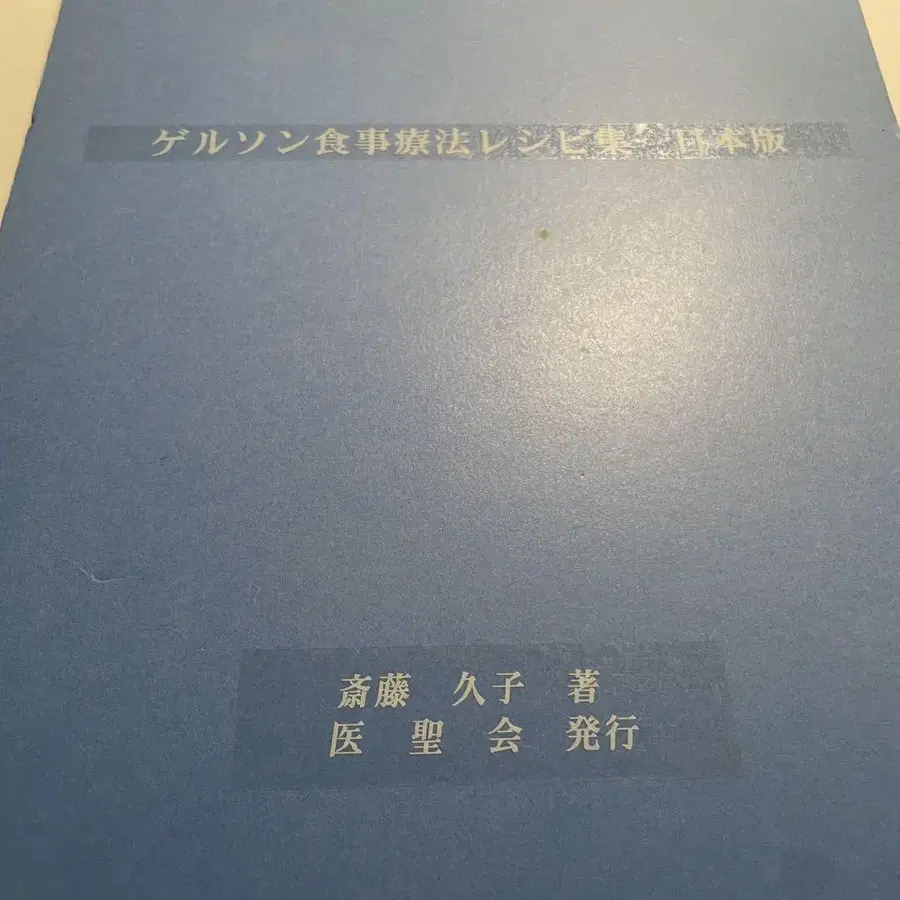 ゲルソン食事療法レシピ集　日本版
斎藤　久子　著
医　聖　会　発行